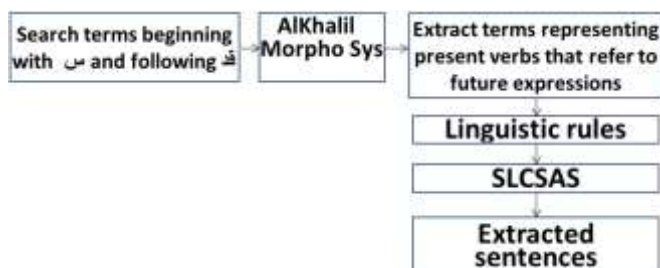 Search terms beginning
with س and following
AlKhalil
Morpho Sys
Extract terms representing
present verbs that refer to
future expressions
Linguistic rules
SLCSAS
Extracted
sentences